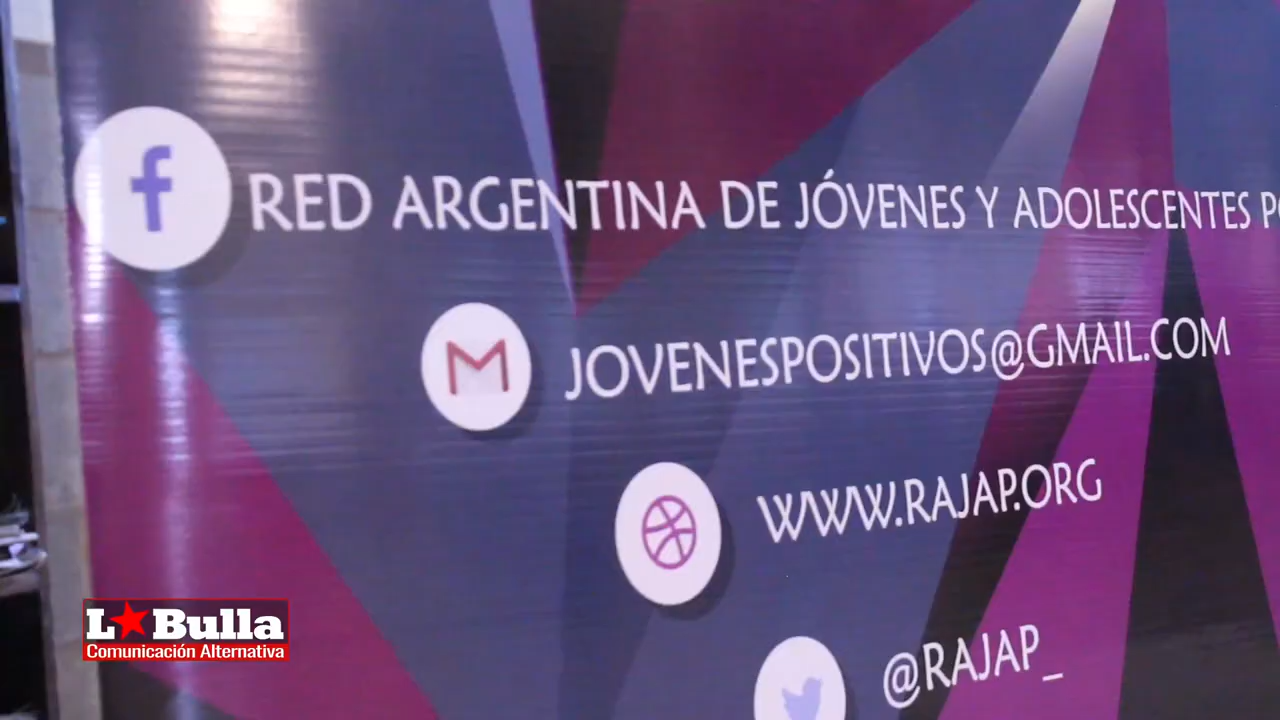 f RED ARGENTINA DE JÓVENES Y ADOLESCENTES
JOVENESPOSITIVOS@GMAIL.COM
WWW.RAJAP.ORG
@RAJAP_
L★Bulla
Comunicación Alternativa